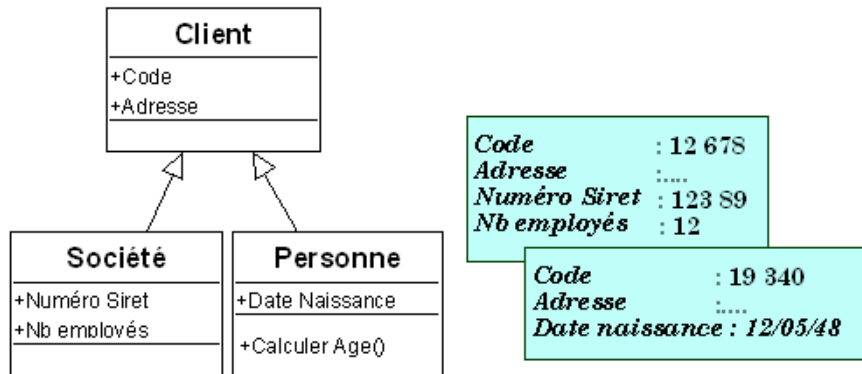 Client
+Code
+Adresse
Société
+Numéro Siret
+Nb employés
Personne
+Date Naissance
+Calculer Age()
Code : 12 678
Adresse :....
Numéro Siret : 123 89
Nb employés : 12
Code : 19 340
Adresse :....
Date naissance : 12/05/48